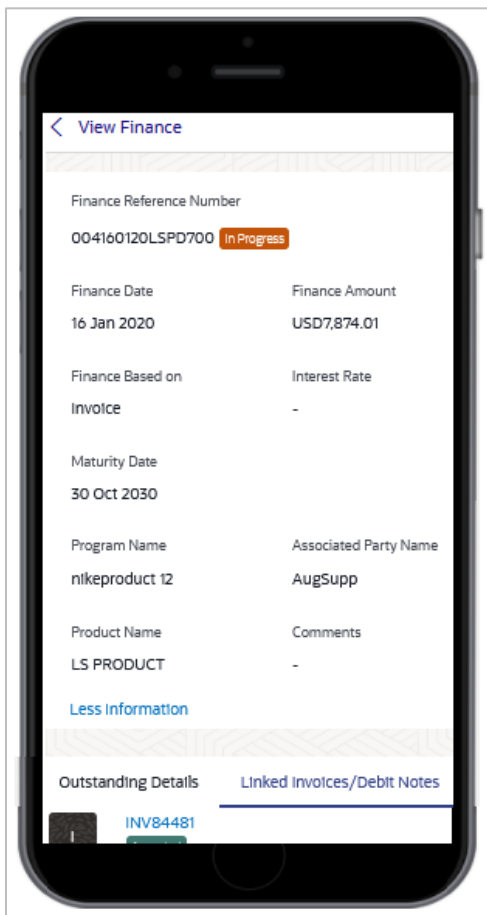 View Finance
Finance Reference Number
004160120LSPD700 In Progress
Finance Date Finance Amount
16 Jan 2020 USD7,874.01
Finance Based on Interest Rate
Invoice -
Maturity Date
30 Oct 2030
Program Name Associated Party Name
nikeproduct 12 AugSupp
Product Name Comments
LS PRODUCT -
Less Information
Outstanding Details Linked Invoices/Debit Notes
INV84481
I